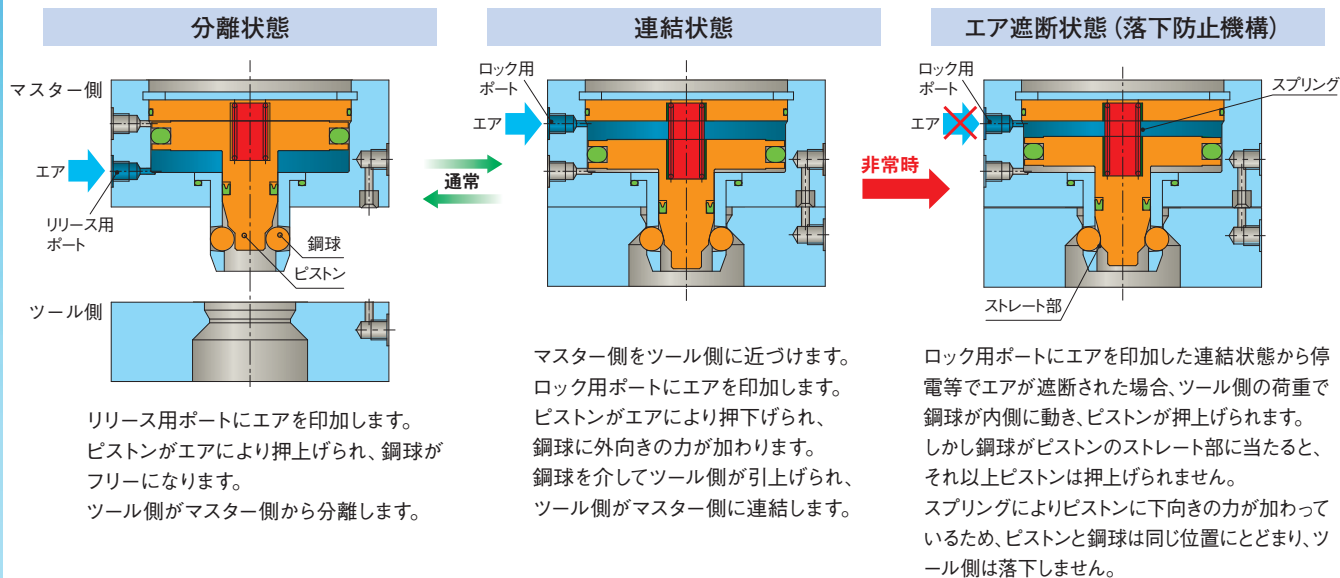 分離状態
マスター側
エア
リリース用
ポート
鋼球
ピストン
ツール側
リリース用ポートにエアを印加します。
ピストンがエアにより押上げられ、鋼球が
フリーになります。
ツール側がマスター側から分離します。
通常
連結状態
ロック用
ポート
エア
マスター側をツール側に近づけます。
ロック用ポートにエアを印加します。
ピストンがエアにより押下げられ、
鋼球に外向きの力が加わります。
鋼球を介してツール側が引上げられ、
ツール側がマスター側に連結します。
非常時
エア遮断状態（落下防止機構）
ロック用
ポート
エア
スプリング
ストレート部
ロック用ポートにエアを印加した連結状態から停
電等でエアが遮断された場合、ツール側の荷重で
鋼球が内側に動き、ピストンが押上げられます。
しかし鋼球がピストンのストレート部に当たると、
それ以上ピストンは押上げられません。
スプリングによりピストンに下向きの力が加わって
いるため、ピストンと鋼球は同じ位置にとどまり、ツ
ール側は落下しません。